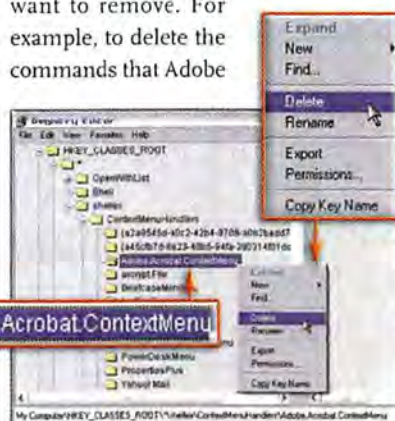 want to remove. For
example, to delete the
commands that Adobe
Expand
New
Find...
Delete
Rename
Export
Permissions...
Copy Key Name
Registry Editor
File Edit View Favorites Help
HKEY_CLASSES_ROOT
*
OpenWithList
Shell
shellex
ContextMenuHandlers
Adobe.Acrobat.ContextMenu
Acrobat.ContextMenu
PowerDeskMenu
PropertiesPlus
Yahoo! Mail
Expand
New
Find...
Delete
Rename
Export
Permissions...
Copy Key Name
My Computer\HKEY_CLASSES_ROOT\*\shellex\ContextMenuHandlers\Adobe.Acrobat.ContextMenu